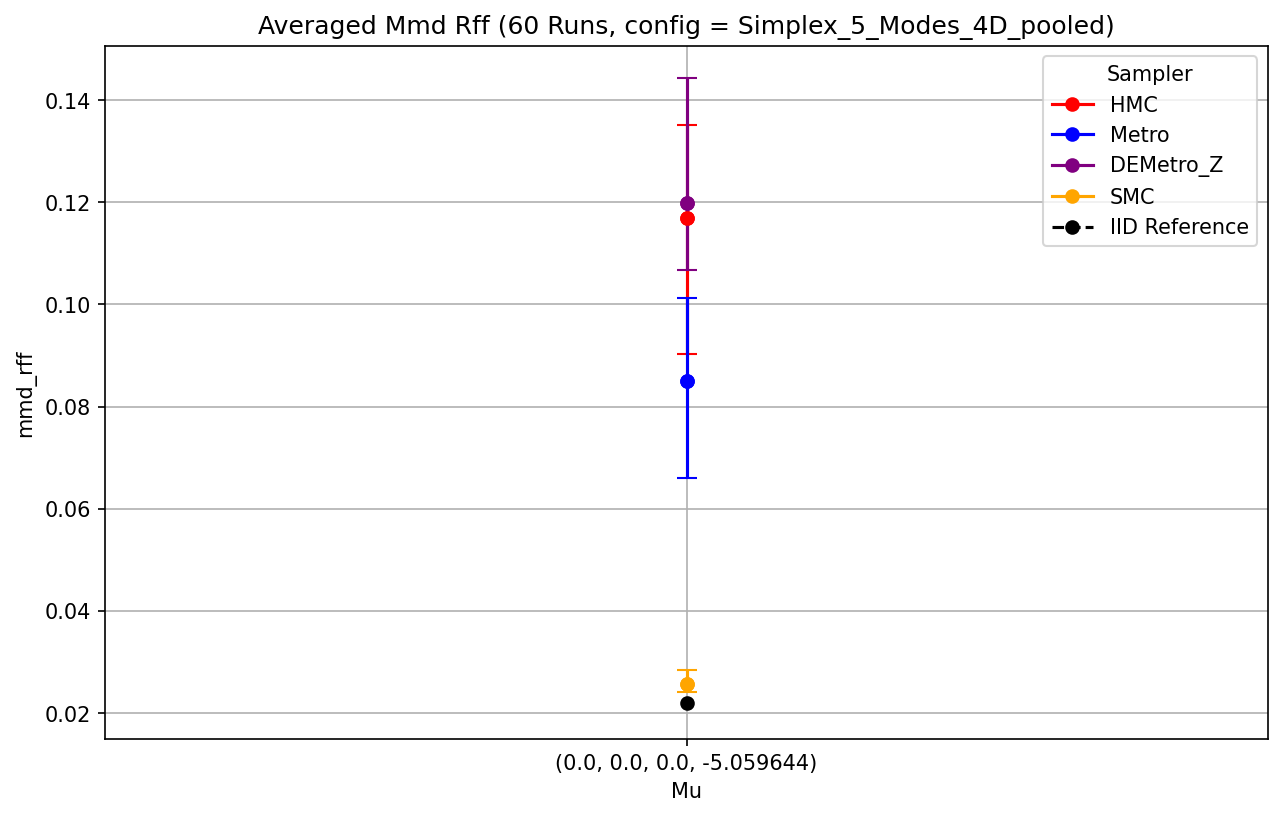 Averaged Mmd Rff (60 Runs, config = Simplex_5_Modes_4D_pooled)
Sampler
HMC
Metro
DEMetro_Z
SMC
IID Reference
mmd_rff
0.14
0.12
0.10
0.08
0.06
0.04
0.02
(0.0, 0.0, 0.0, -5.059644)
Mu